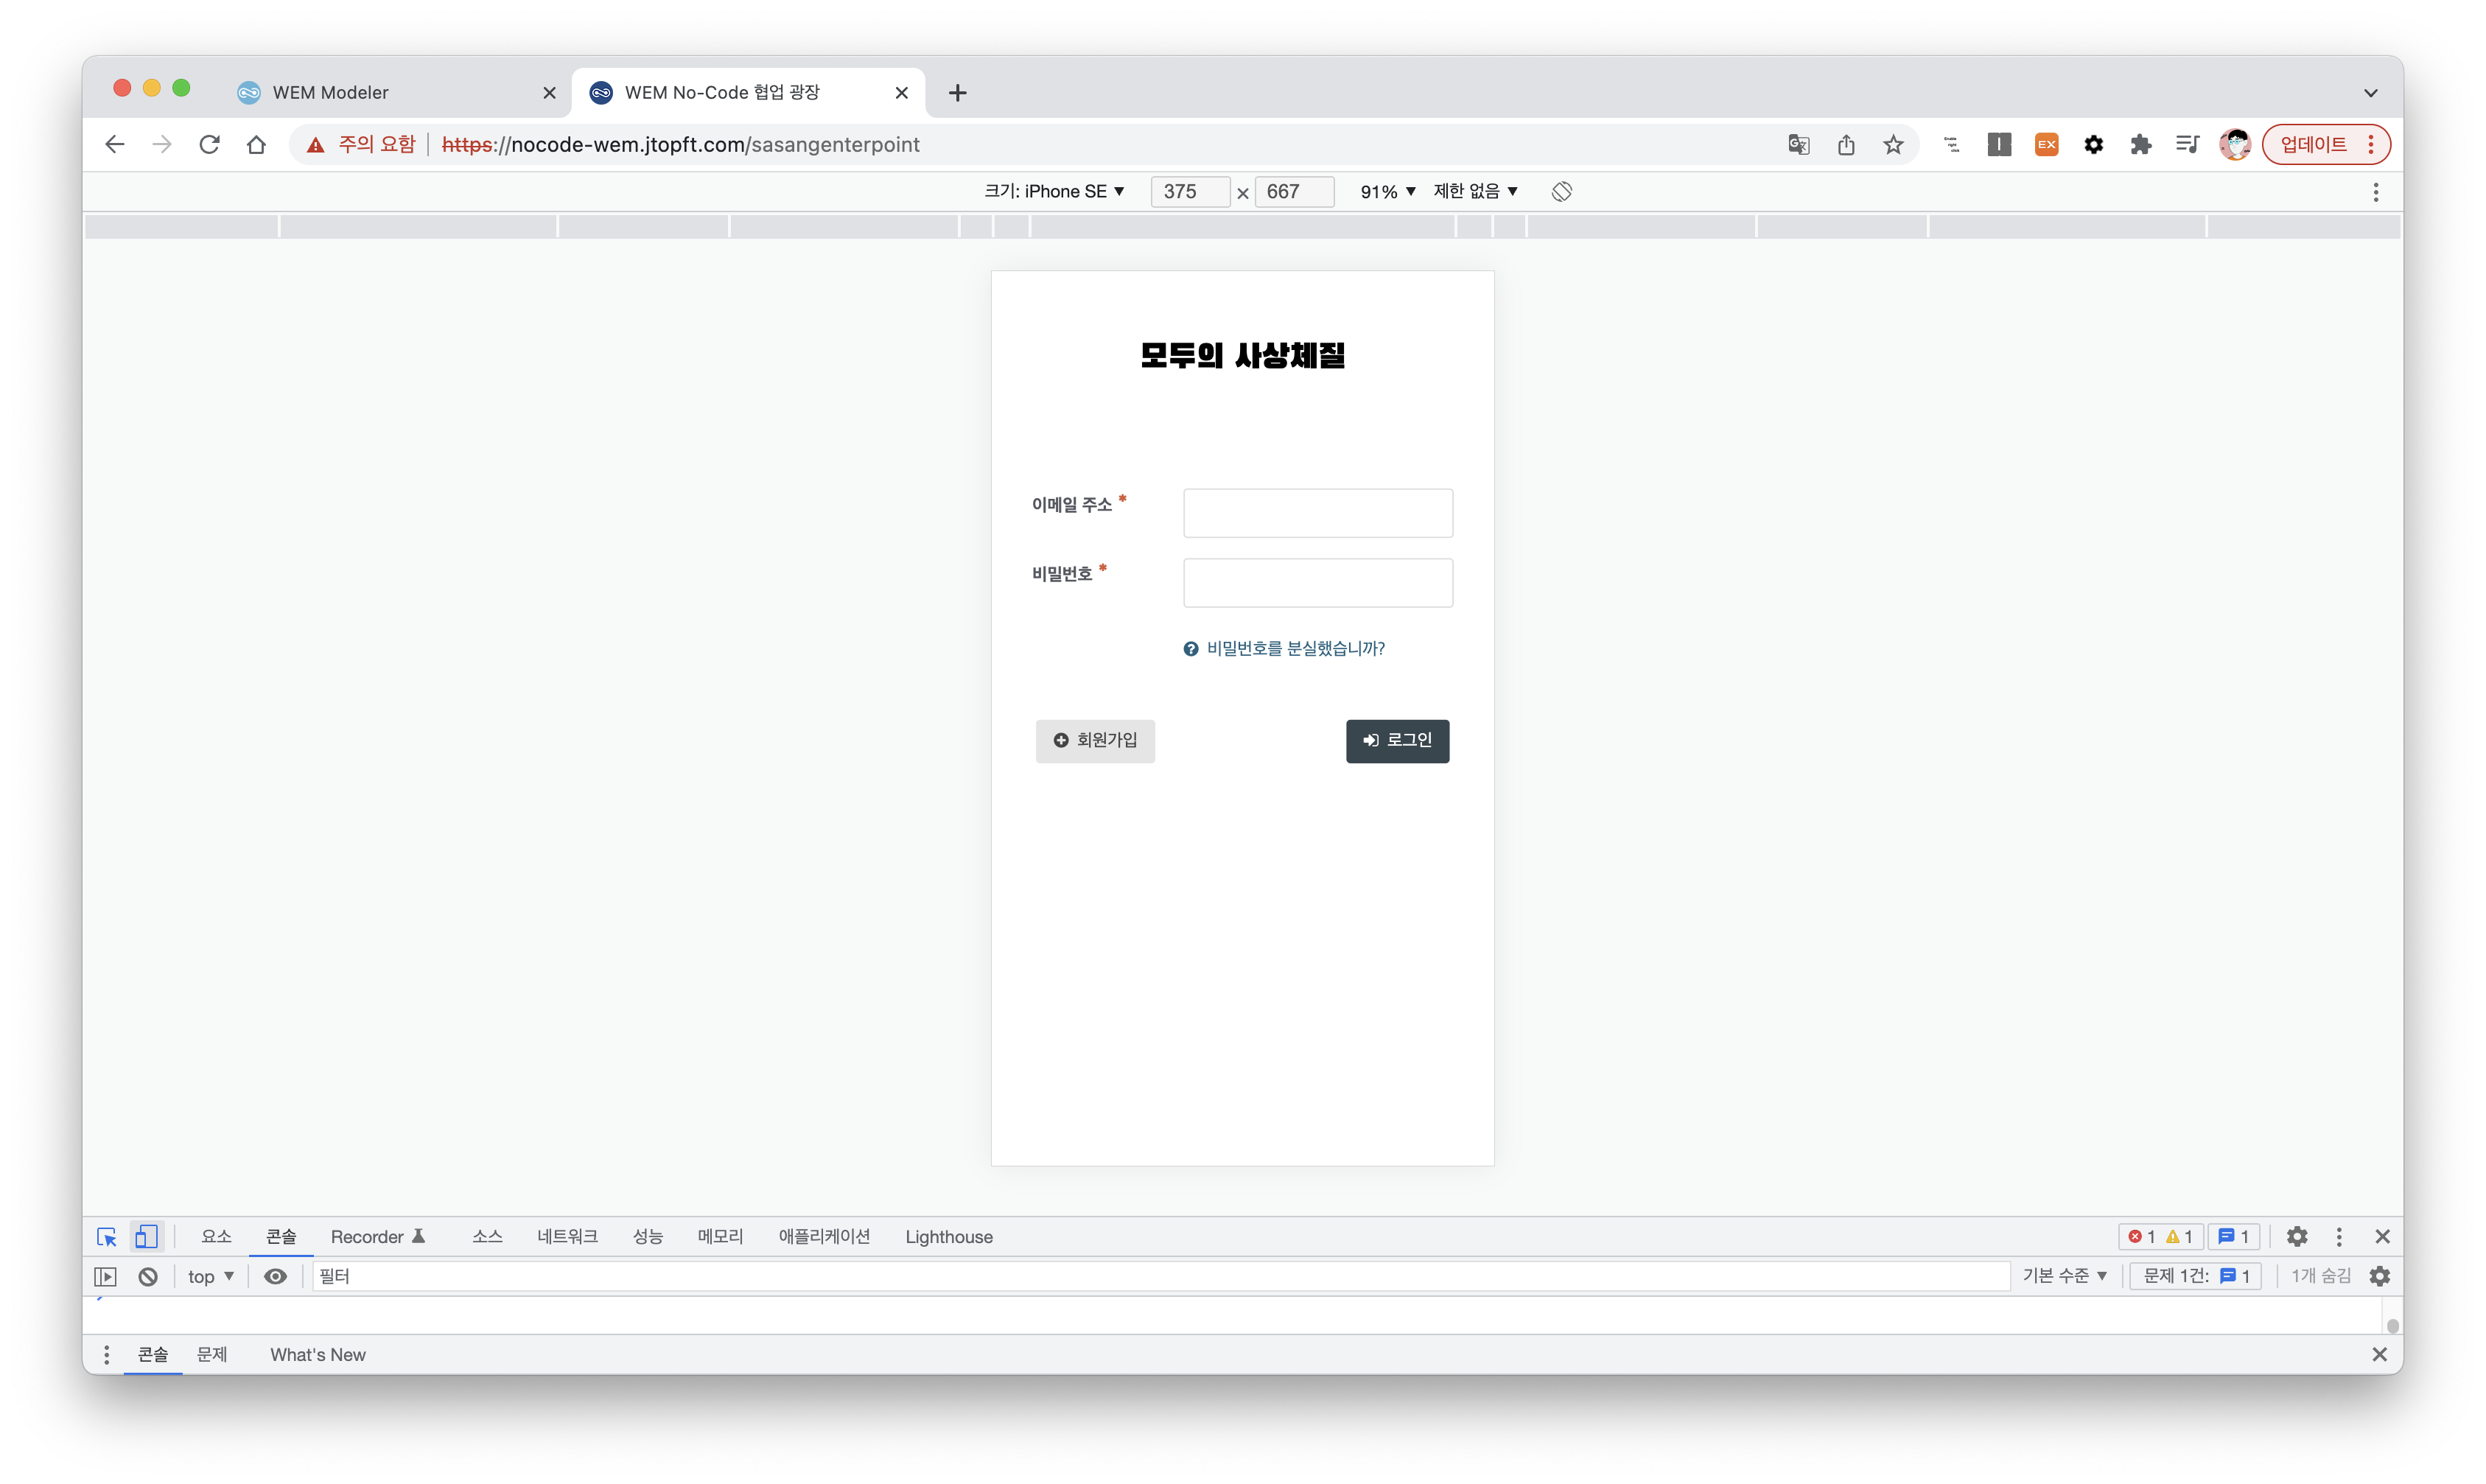 WEM Modeler
WEM No-Code 협업 광장
주의 요함 https://nocode-wem.jtopft.com/sasangenterpoint
EX
업데이트
크기: iPhone SE 375 × 667 91% 제한 없음
모두의 사상체질
이메일 주소 *
비밀번호 *
비밀번호를 분실했습니까?
회원가입
로그인
요소 콘솔 Recorder 소스 네트워크 성능 메모리 애플리케이션 Lighthouse 1 1 1
top 필터 기본 수준 문제 1건: 1 1개 숨김
콘솔 문제 What's New